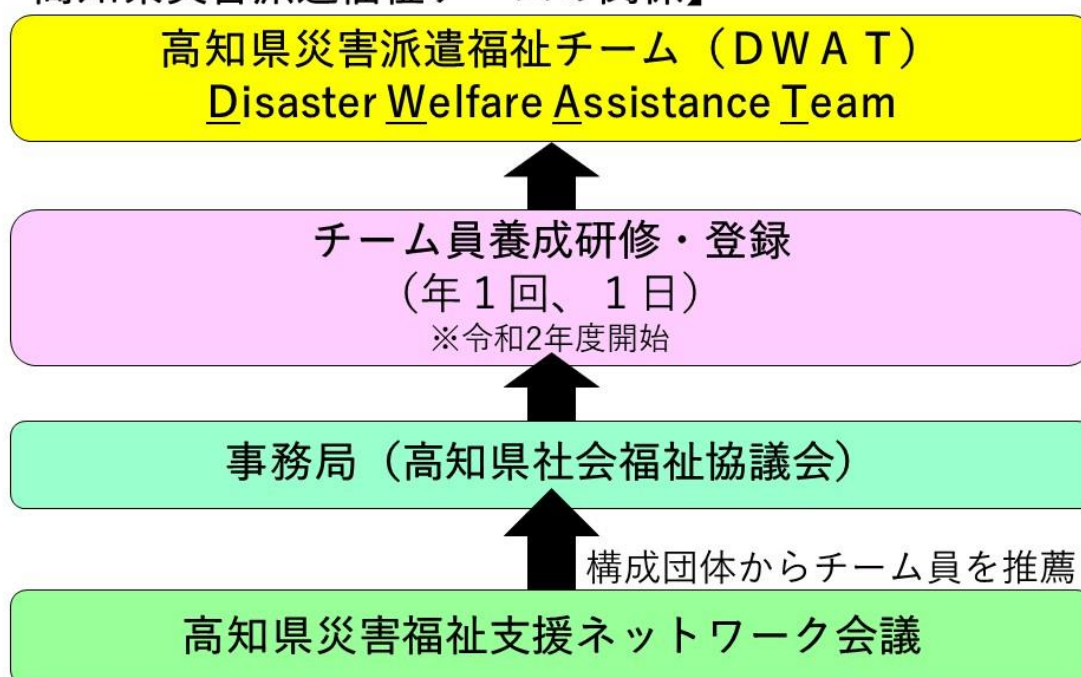 高知県災害派遣福祉チーム（ＤＷＡＴ）
Disaster Welfare Assistance Team
チーム員養成研修・登録
（年１回、１日）
※令和2年度開始
事務局（高知県社会福祉協議会）
構成団体からチーム員を推薦
高知県災害福祉支援ネットワーク会議